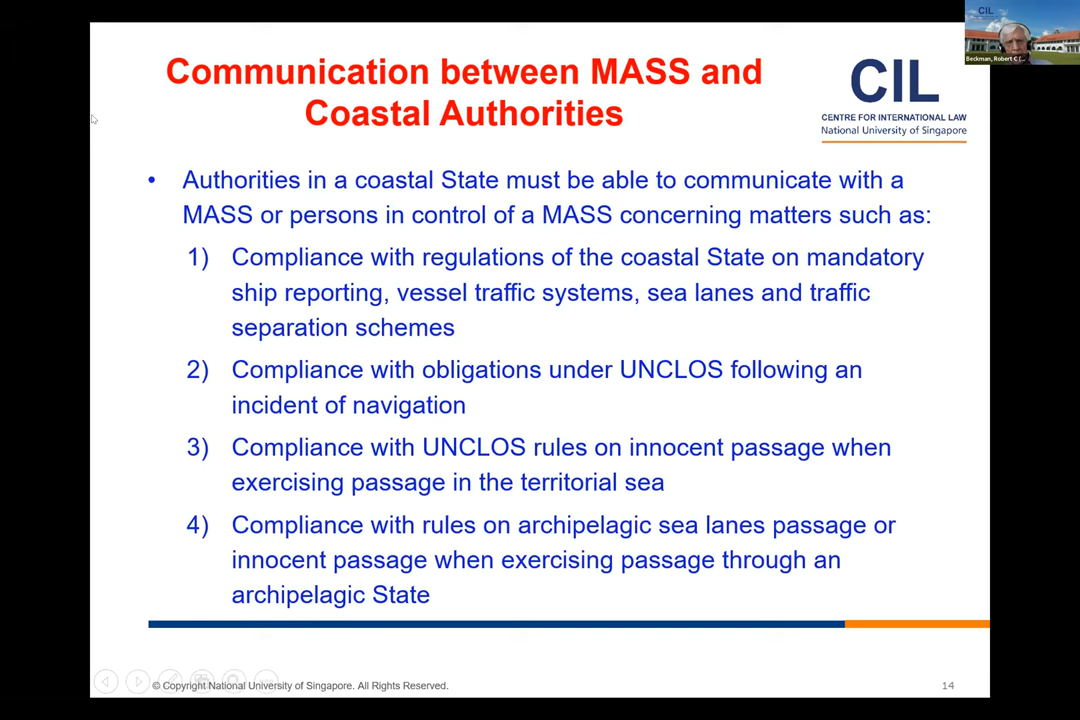 Communication between MASS and
Coastal Authorities
CIL
CENTRE FOR INTERNATIONAL LAW
National University of Singapore
CIL
Beckman, Robert C (...
• Authorities in a coastal State must be able to communicate with a
MASS or persons in control of a MASS concerning matters such as:
1) Compliance with regulations of the coastal State on mandatory
ship reporting, vessel traffic systems, sea lanes and traffic
separation schemes
2) Compliance with obligations under UNCLOS following an
incident of navigation
3) Compliance with UNCLOS rules on innocent passage when
exercising passage in the territorial sea
4) Compliance with rules on archipelagic sea lanes passage or
innocent passage when exercising passage through an
archipelagic State
© Copyright National University of Singapore. All Rights Reserved.
14